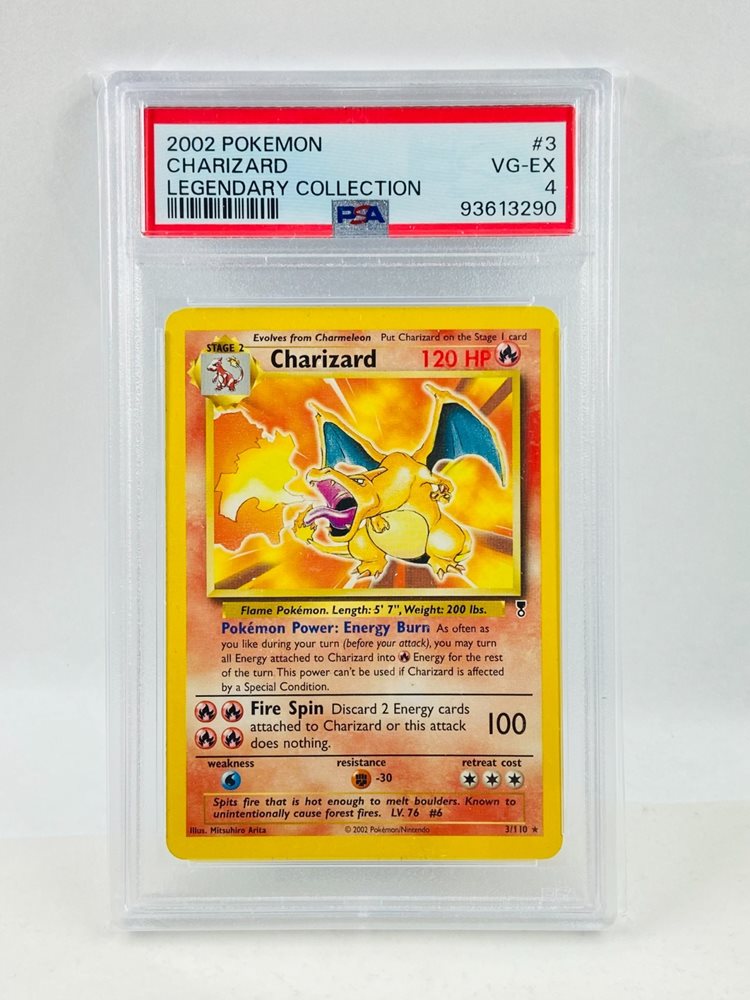 2002 POKEMON #3
CHARIZARD VG-EX
LEGENDARY COLLECTION 4
PSA 93613290
Evolves from Charmeleon Put Charizard on the Stage 1 card
STAGE 2
Charizard 120 HP
Flame Pokémon. Length: 5' 7", Weight: 200 lbs.
Pokémon Power: Energy Burn As often as
you like during your turn (before your attack), you may turn
all Energy attached to Charizard into Energy for the rest
of the turn. This power can't be used if Charizard is affected
by a Special Condition.
Fire Spin Discard 2 Energy cards
attached to Charizard or this attack 100
does nothing.
weakness resistance retreat cost
-30
Spits fire that is hot enough to melt boulders. Known to
unintentionally cause forest fires. LV. 76 #6
Illus. Mitsuhiro Arita © 2002 Pokémon/Nintendo 3/110 ★